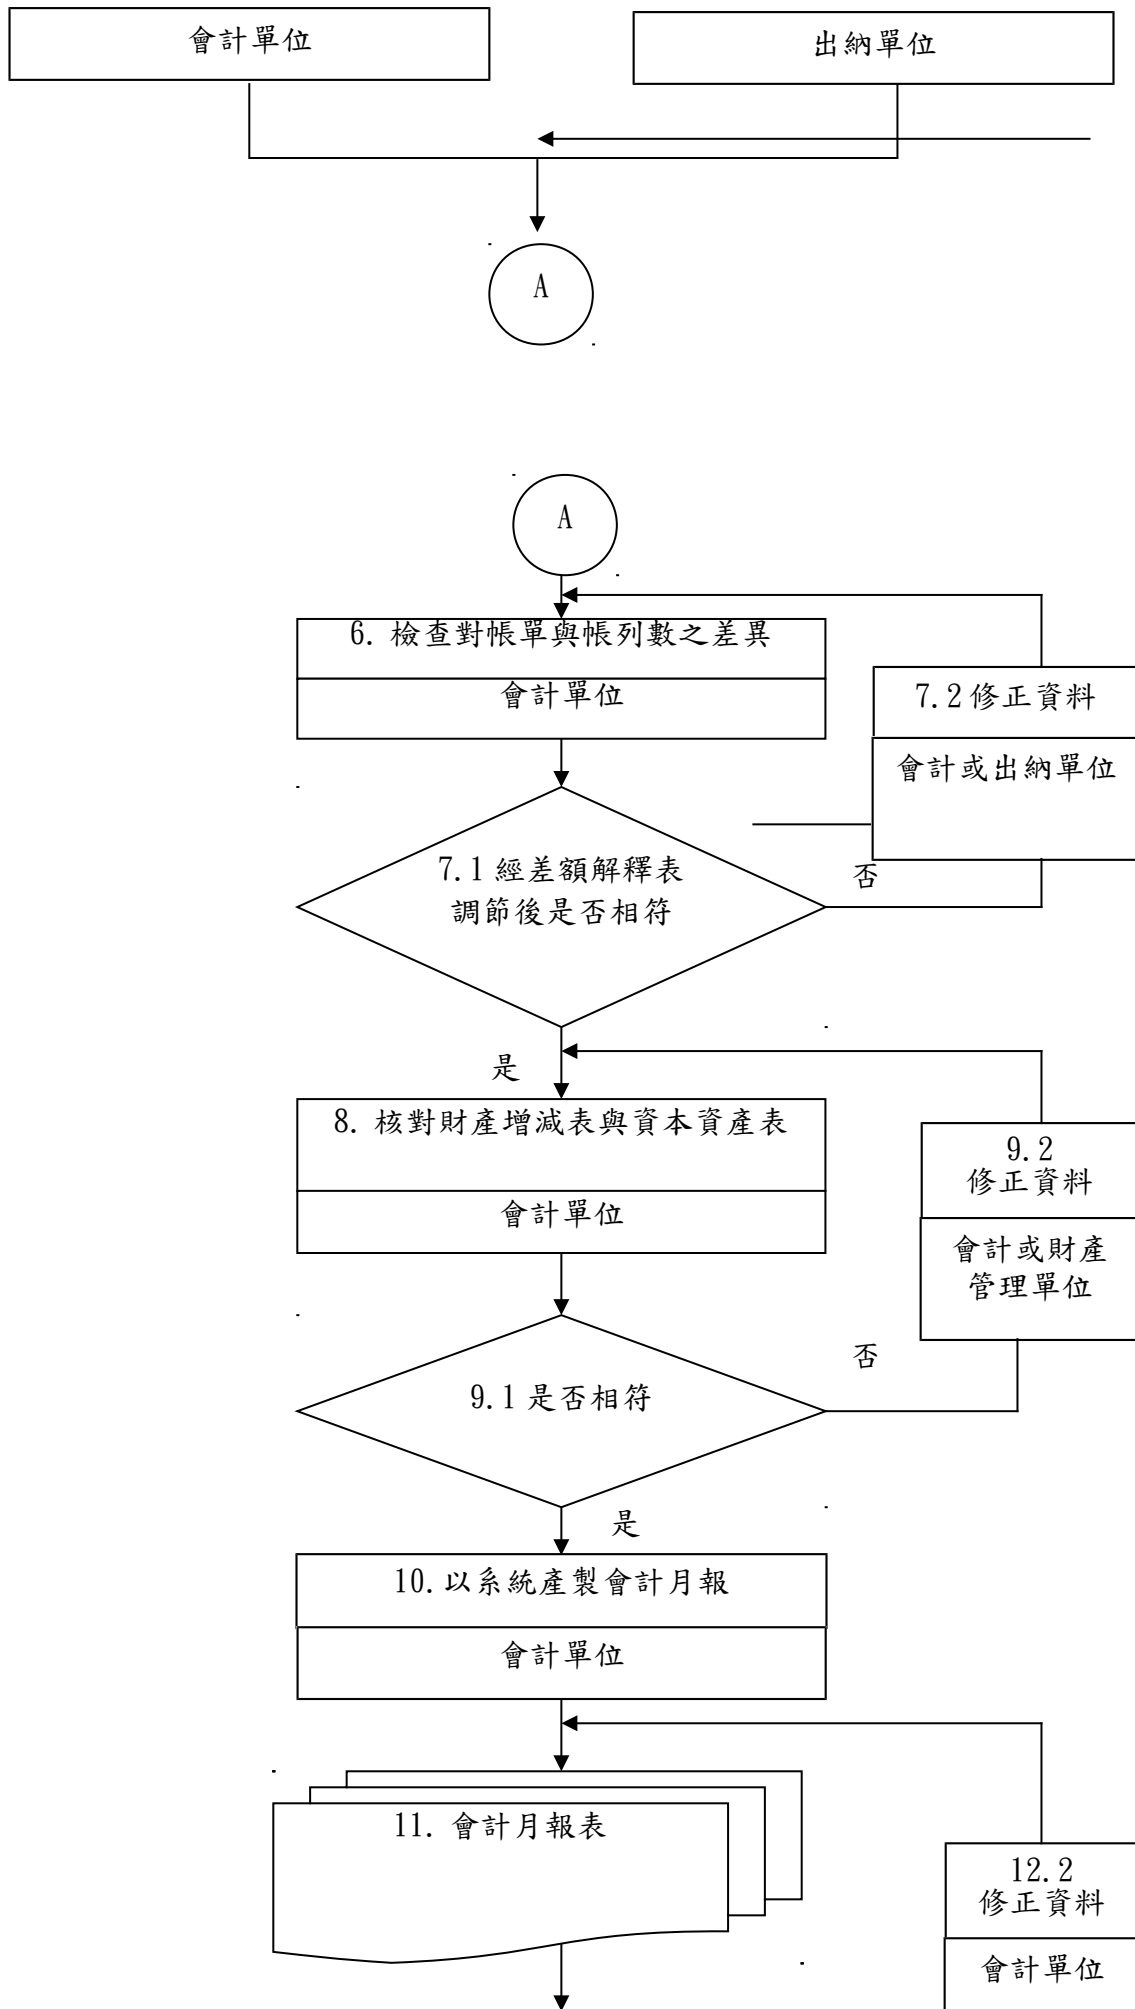 會計單位
出納單位
A
A
6. 檢查對帳單與帳列數之差異
會計單位
7.2修正資料
會計或出納單位
7.1 經差額解釋表
調節後是否相符
否
是
8. 核對財產增減表與資本資產表
會計單位
9.2
修正資料
會計或財產
管理單位
9.1 是否相符
否
是
10. 以系統產製會計月報
會計單位
11. 會計月報表
12.2
修正資料
會計單位